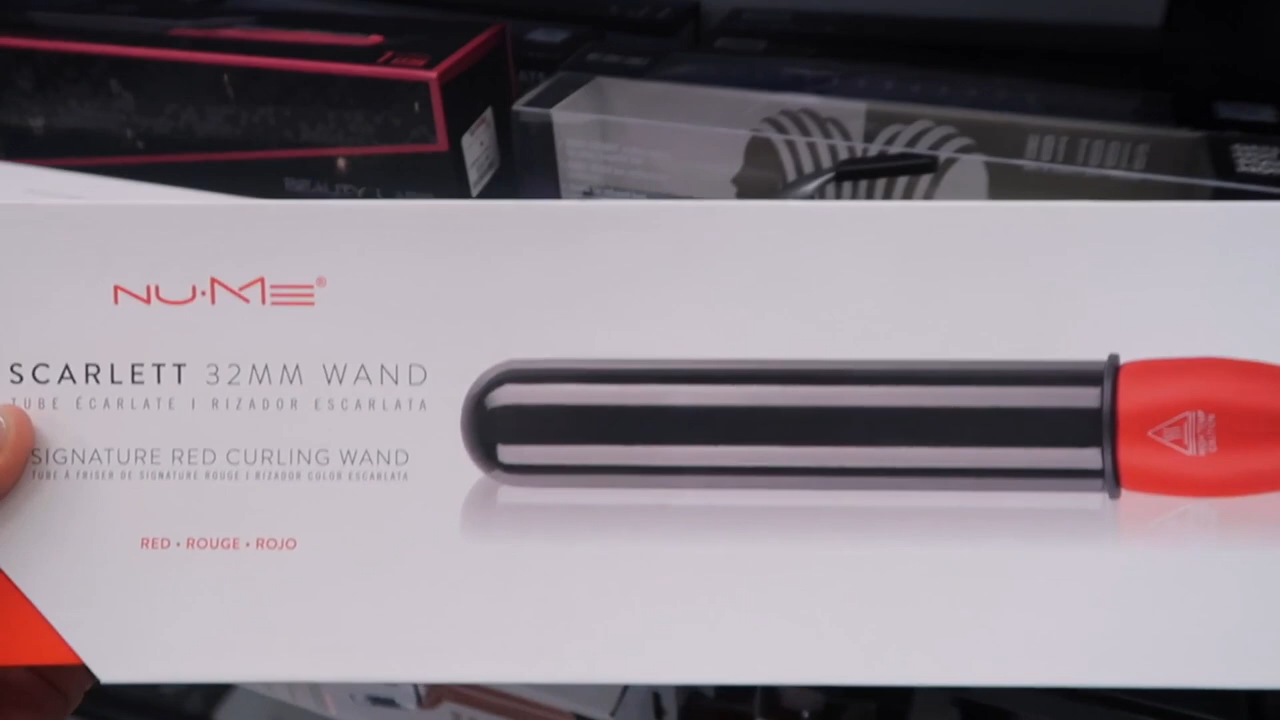 HOT TOOLS
NU·ME®
SCARLETT 32MM WAND
TUBE ÉCARLATE | RIZADOR ESCARLATA
SIGNATURE RED CURLING WAND
TUBE À FRISER DE SIGNATURE ROUGE | RIZADOR COLOR ESCARLATA
RED • ROUGE • ROJO